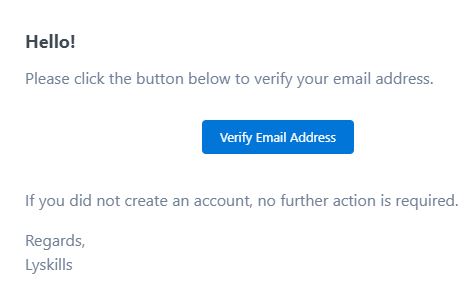 Hello!
Please click the button below to verify your email address.
Verify Email Address
If you did not create an account, no further action is required.
Regards,
Lyskills